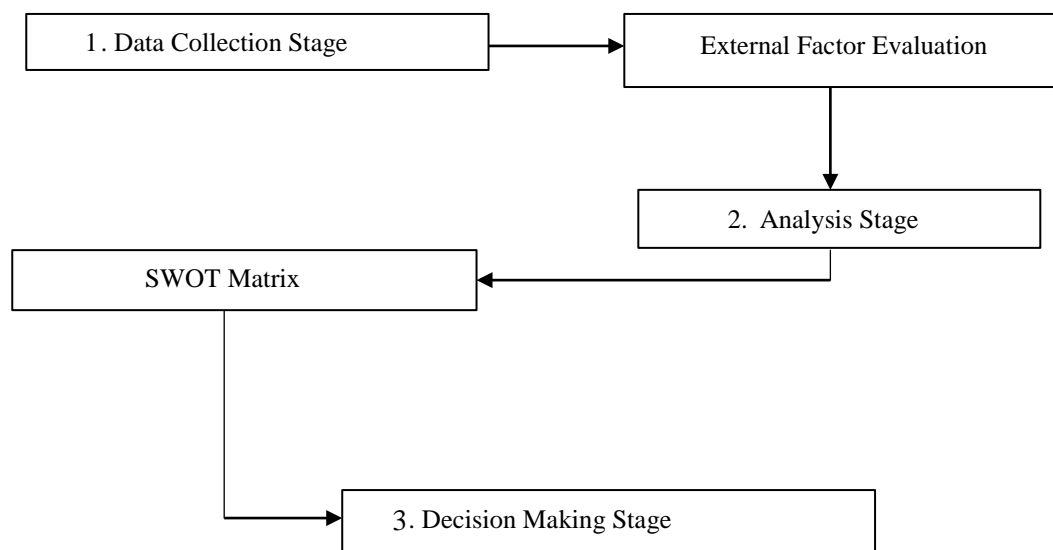 1. Data Collection Stage
External Factor Evaluation
2. Analysis Stage
SWOT Matrix
3. Decision Making Stage